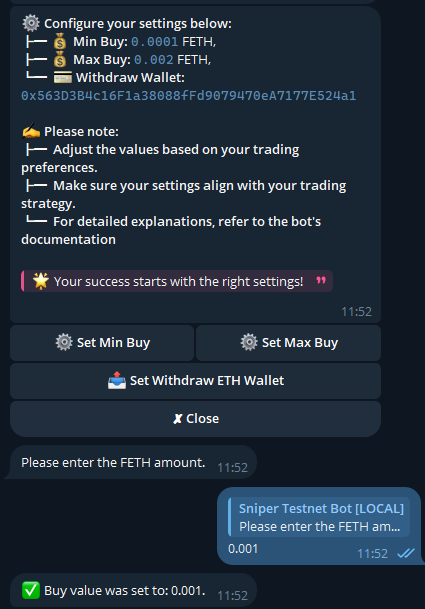 Configure your settings below:
Min Buy: 0.0001 FETH,
Max Buy: 0.002 FETH,
Withdraw Wallet:
0x563D3B4c16F1a38088fFd9079470eA7177E524a1
Please note:
Adjust the values based on your trading
preferences.
Make sure your settings align with your trading
strategy.
For detailed explanations, refer to the bot's
documentation
Your success starts with the right settings!
11:52
Set Min Buy
Set Max Buy
Set Withdraw ETH Wallet
✘ Close
Please enter the FETH amount. 11:52
Sniper Testnet Bot [LOCAL]
Please enter the FETH am...
0.001
11:52
Buy value was set to: 0.001. 11:52